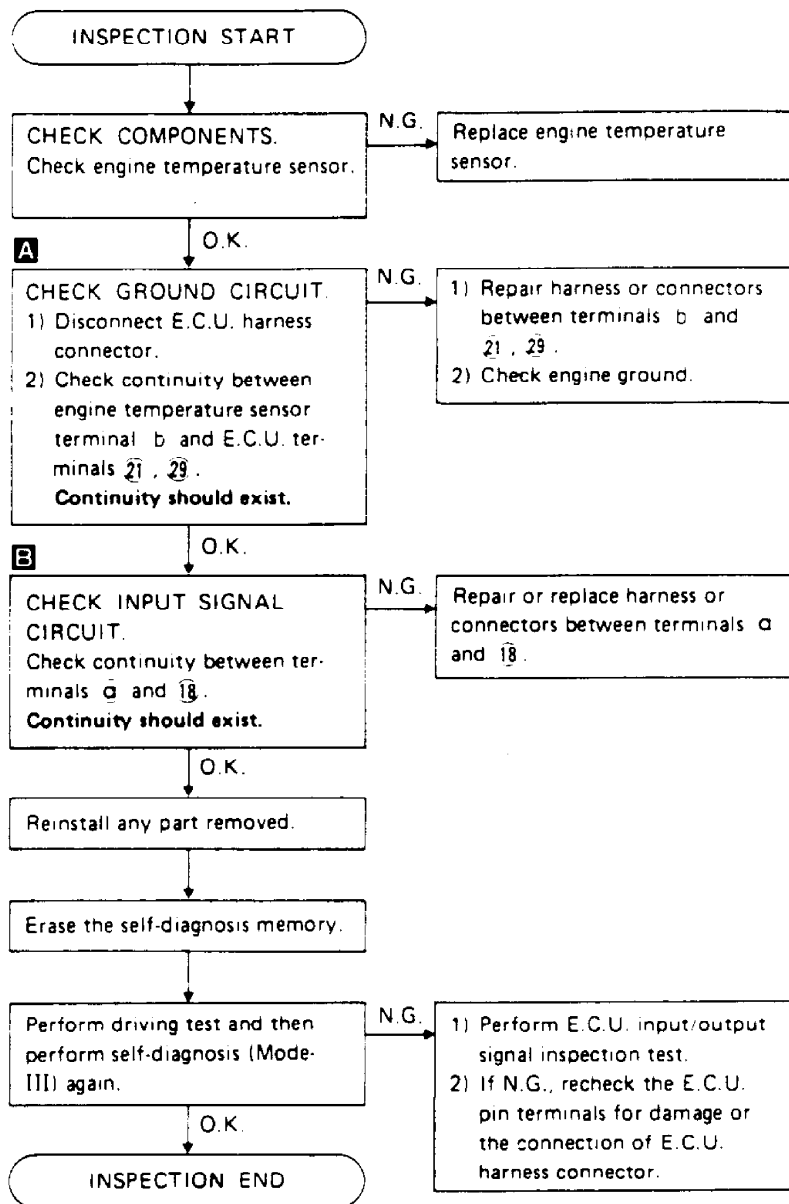 INSPECTION START
CHECK COMPONENTS.
Check engine temperature sensor.
N.G.
Replace engine temperature
sensor.
O.K.
A
CHECK GROUND CIRCUIT.
1) Disconnect E.C.U. harness
connector.
2) Check continuity between
engine temperature sensor
terminal b and E.C.U. ter-
minals 21 , 29 .
Continuity should exist.
N.G.
1) Repair harness or connectors
between terminals b and
21 , 29 .
2) Check engine ground.
O.K.
B
CHECK INPUT SIGNAL
CIRCUIT.
Check continuity between ter-
minals a and 18 .
Continuity should exist.
N.G.
Repair or replace harness or
connectors between terminals a
and 18 .
O.K.
Reinstall any part removed.
Erase the self-diagnosis memory.
Perform driving test and then
perform self-diagnosis (Mode-
III) again.
N.G.
1) Perform E.C.U. input/output
signal inspection test.
2) If N.G., recheck the E.C.U.
pin terminals for damage or
the connection of E.C.U.
harness connector.
O.K.
INSPECTION END